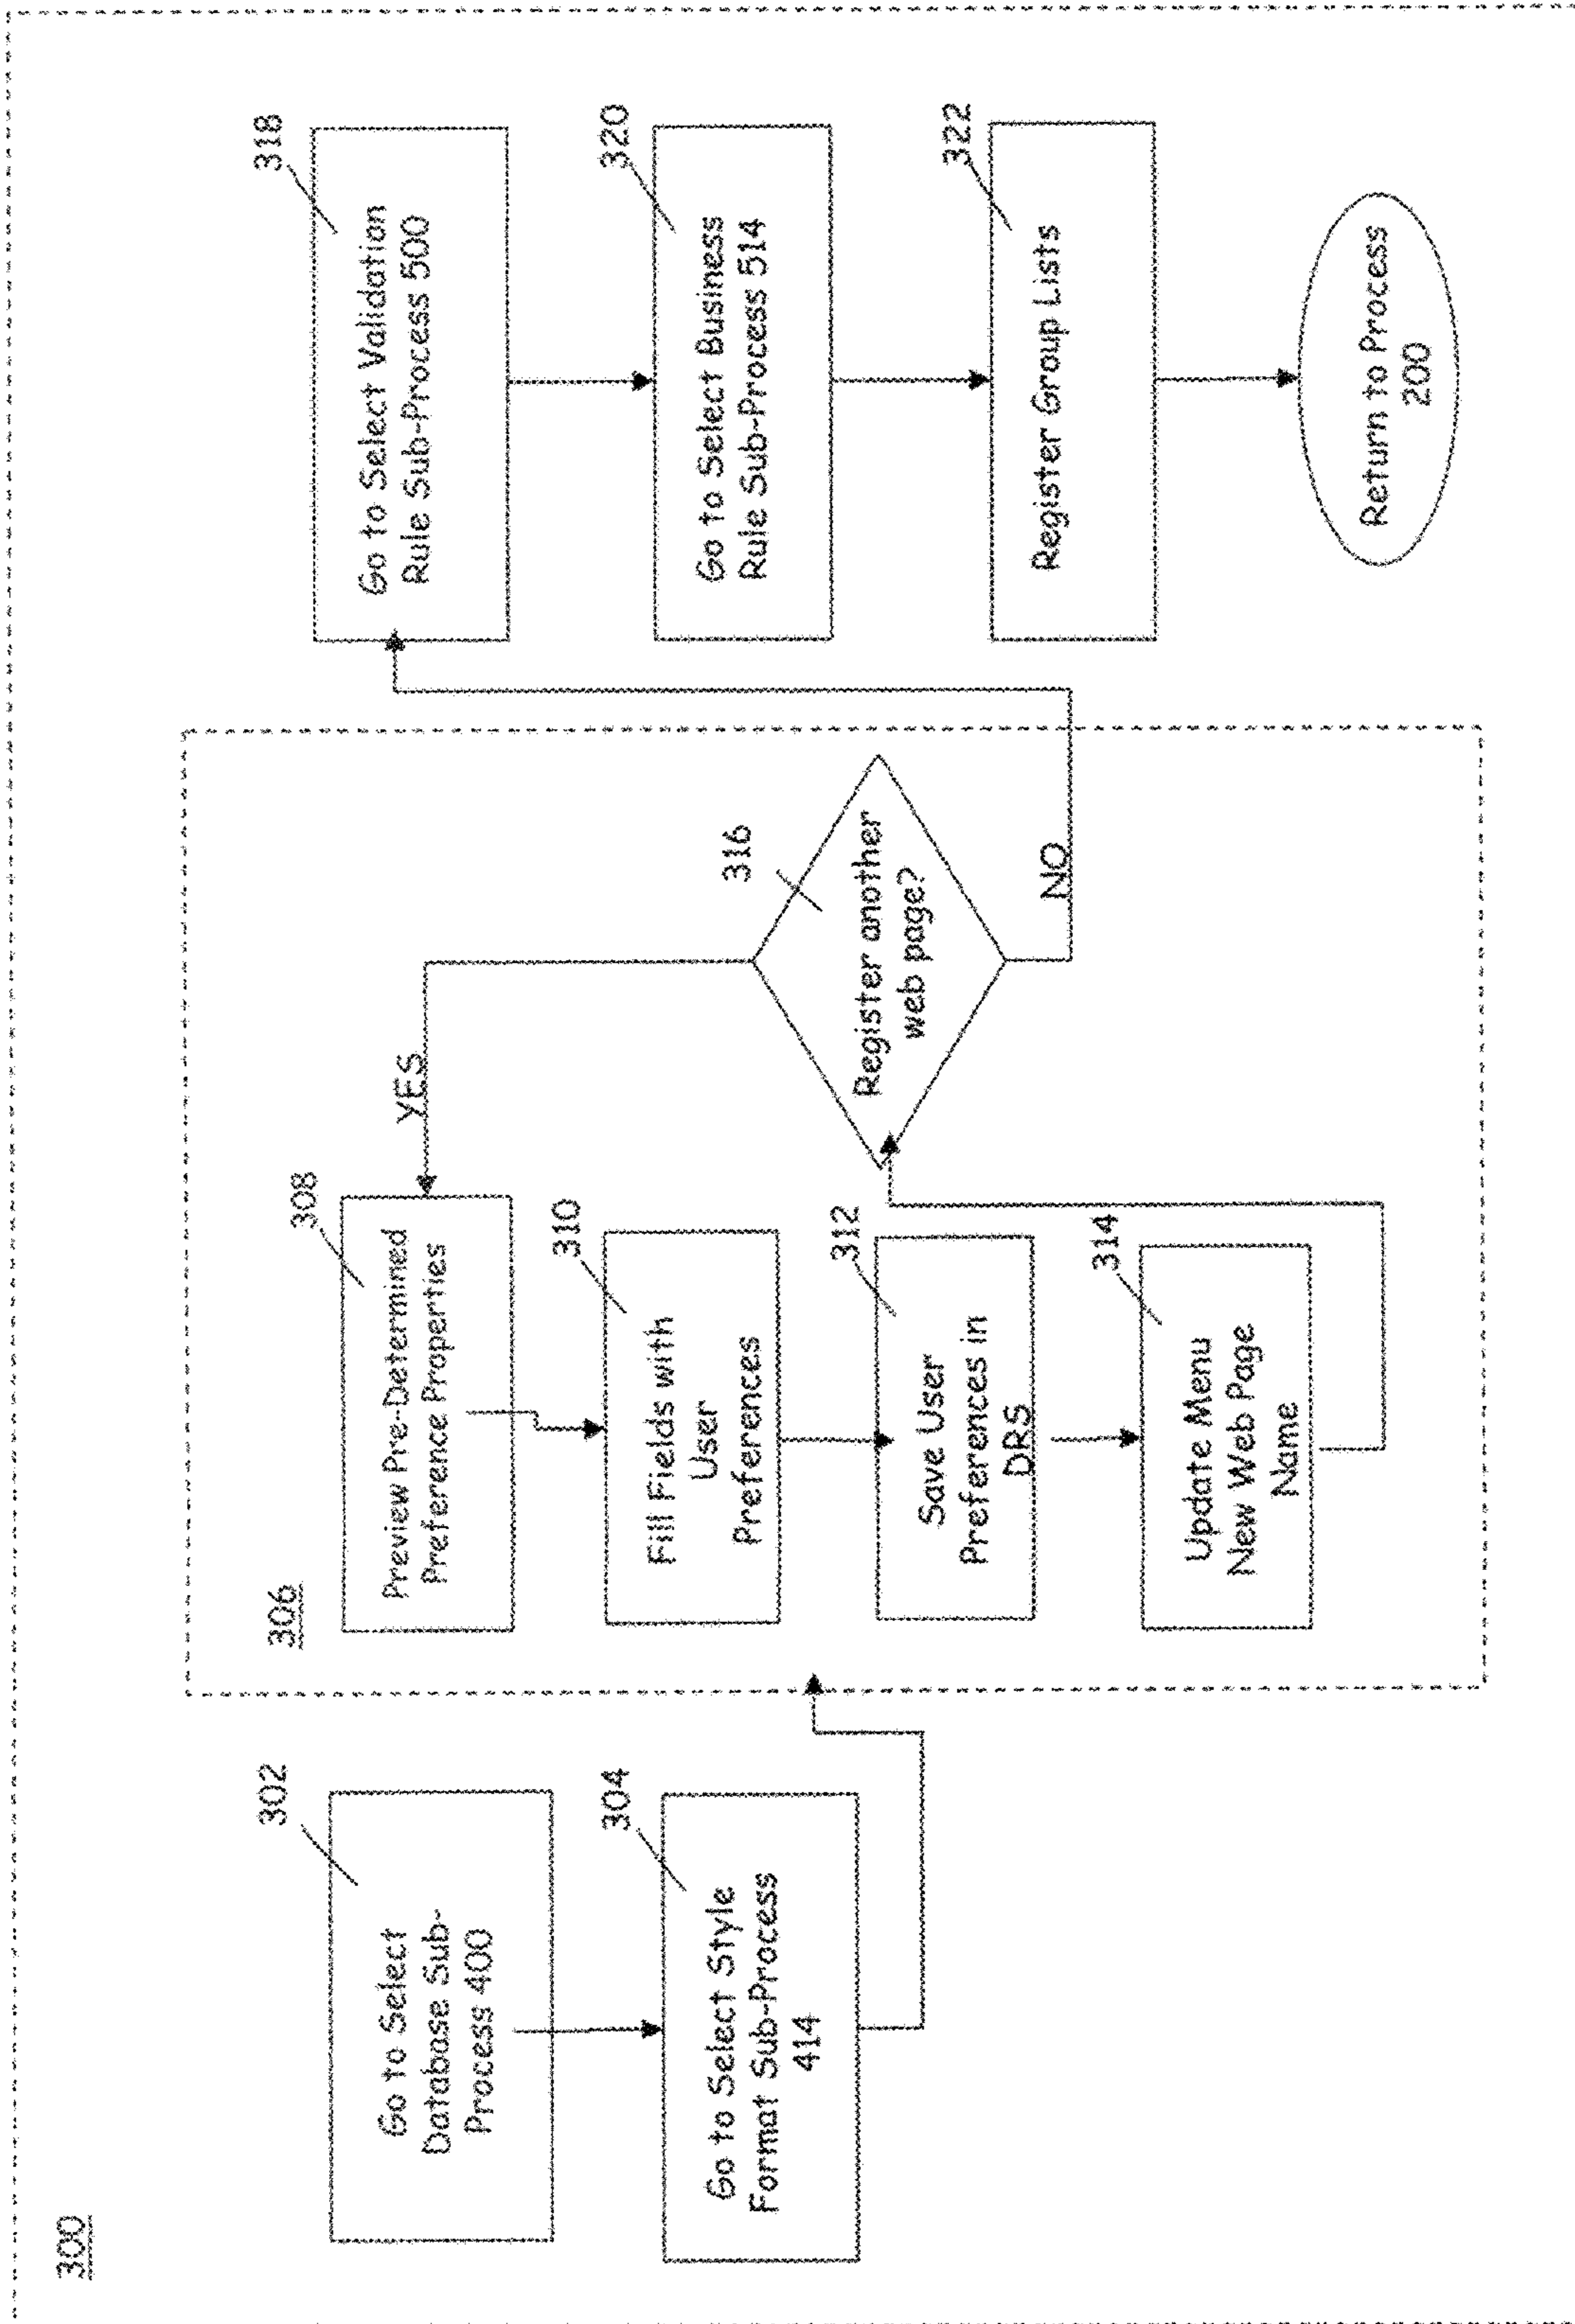 300
302
Go to Select
Database Sub-
Process 400
304
Go to Select Style
Format Sub-Process
414
306
308
Preview Pre-Determined
Preference Properties
310
Fill Fields with
User
Preferences
312
Save User
Preferences in
DRS
314
Update Menu
New Web Page
Name
YES
316
Register another
web page?
NO
318
Go to Select Validation
Rule Sub-Process 500
320
Go to Select Business
Rule Sub-Process 514
322
Register Group Lists
Return to Process
200